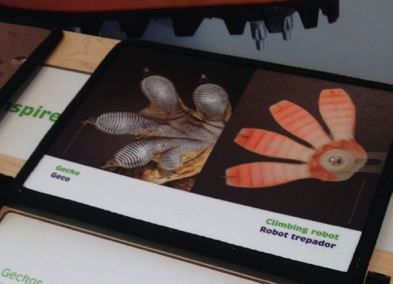 spire
Gecko
Geco
Climbing robot
Robot trepador
Geckos